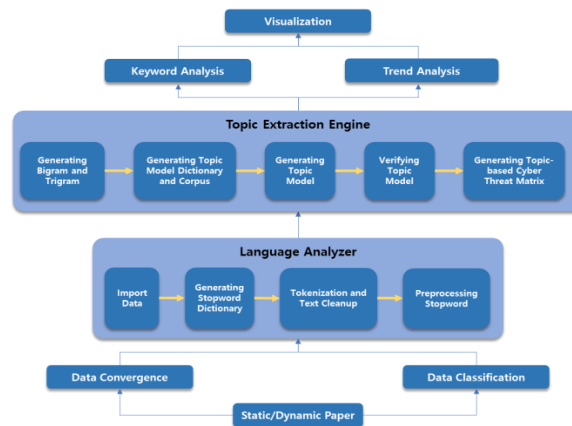 Visualization
Keyword Analysis
Trend Analysis
Topic Extraction Engine
Generating
Bigram and
Trigram
Generating Topic
Model Dictionary
and Corpus
Generating
Topic
Model
Verifying
Topic
Model
Generating Topic-
based Cyber
Threat Matrix
Language Analyzer
Import
Data
Generating
Stopword
Dictionary
Tokenization and
Text Cleanup
Preprocessing
Stopword
Data Convergence
Data Classification
Static/Dynamic Paper